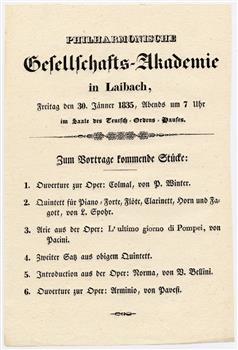 PHILHARMONISCHE
Gesellschafts-Akademie
in Laibach,
Freitag den 30. Jänner 1835, Abends um 7 Uhr
im Saale des Teutsch-Ordens-Hauses.
Zum Vortrage kommende Stücke:
1. Ouverture zur Oper: Colmal, von P. Winter.
2. Quintett für Piano-Forte, Flöte, Clarinett, Horn und Fa-
gott, von L. Spohr.
3. Arie aus der Oper: L'ultimo giorno di Pompei, von
Pacini.
4. Zweiter Satz aus obigem Quintett.
5. Introduction aus der Oper: Norma, von V. Bellini.
6. Ouverture zur Oper: Arminio, von Pavesi.